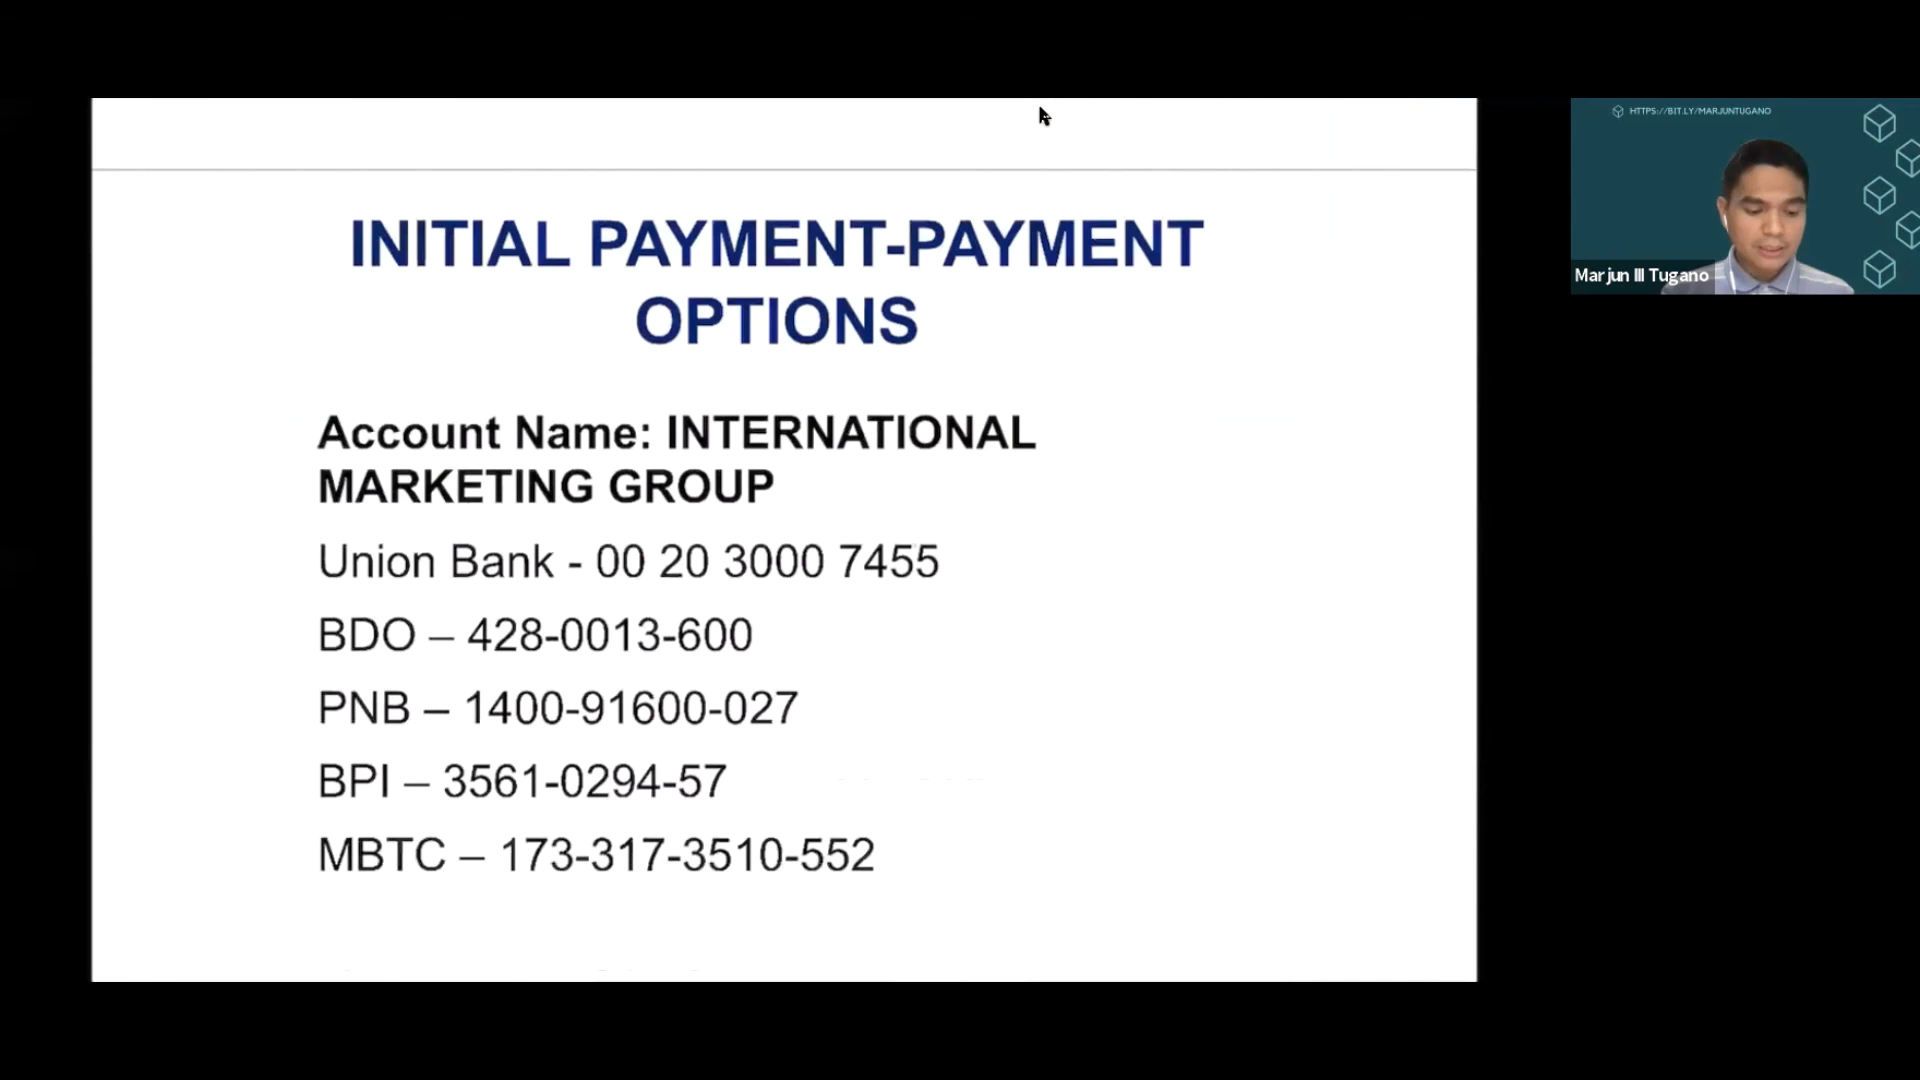 INITIAL PAYMENT-PAYMENT
OPTIONS
Account Name: INTERNATIONAL
MARKETING GROUP
Union Bank - 00 20 3000 7455
BDO – 428-0013-600
PNB – 1400-91600-027
BPI – 3561-0294-57
MBTC – 173-317-3510-552
HTTPS://BIT.LY/MARJUNTUGANO
Marjun III Tugano